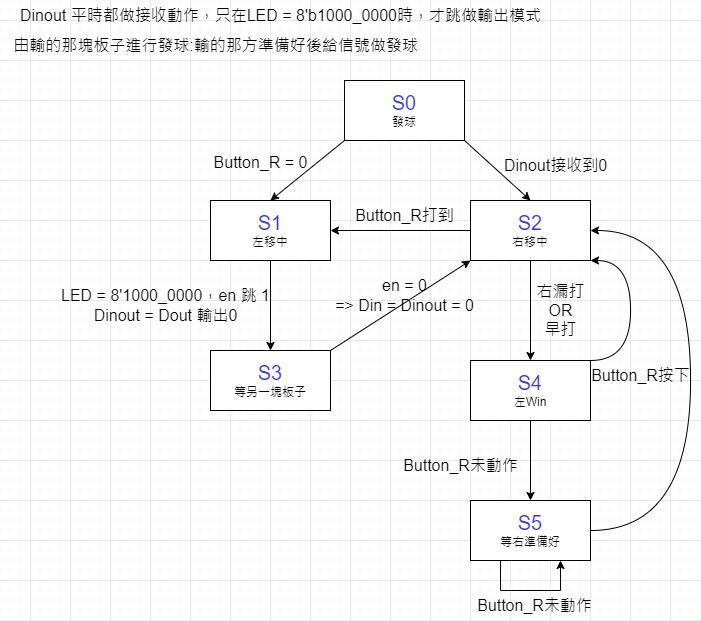 Dinout 平時都做接收動作，只在LED = 8'b1000_0000時，才跳做輸出模式
由輸的那塊板子進行發球:輸的那方準備好後給信號做發球
S0
發球
Button_R = 0
Dinout接收到0
S1
左移中
Button_R打到
S2
右移中
LED = 8'1000_0000，en 跳 1
Dinout = Dout 輸出0
en = 0
=> Din = Dinout = 0
右漏打
OR
早打
S3
等另一塊板子
S4
左Win
Button_R按下
Button_R未動作
S5
等右準備好
Button_R未動作